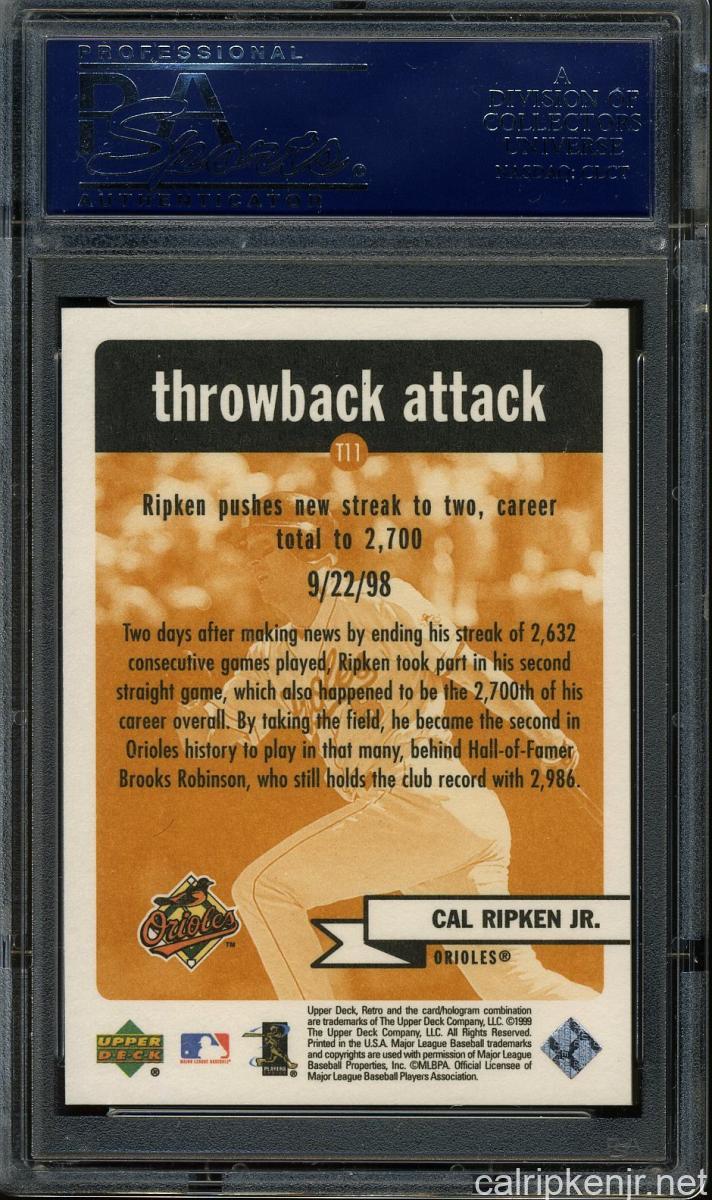 PROFESSIONAL
PSA
Sports
AUTHENTICATOR
A
DIVISION OF
COLLECTORS
UNIVERSE
NASDAQ: CLCT
throwback attack
T11
Ripken pushes new streak to two, career
total to 2,700
9/22/98
Two days after making news by ending his streak of 2,632
consecutive games played, Ripken took part in his second
straight game, which also happened to be the 2,700th of his
career overall. By taking the field, he became the second in
Orioles history to play in that many, behind Hall-of-Famer
Brooks Robinson, who still holds the club record with 2,986.
Orioles™
CAL RIPKEN JR.
ORIOLES®
UPPER
DECK
®
MAJOR LEAGUE BASEBALL®
PLAYERS
®
Upper Deck, Retro and the card/hologram combination
are trademarks of The Upper Deck Company, LLC. ©1999
The Upper Deck Company, LLC. All Rights Reserved.
Printed in the U.S.A. Major League Baseball trademarks
and copyrights are used with permission of Major League
Baseball Properties, Inc. ©MLBPA. Official Licensee of
Major League Baseball Players Association.
PSA
calripkenjr.net